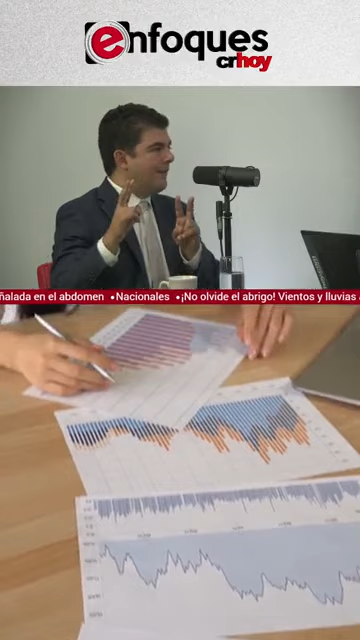 enfoques
crhoy
ñalada en el abdomen •Nacionales •¡No olvide el abrigo! Vientos y lluvias